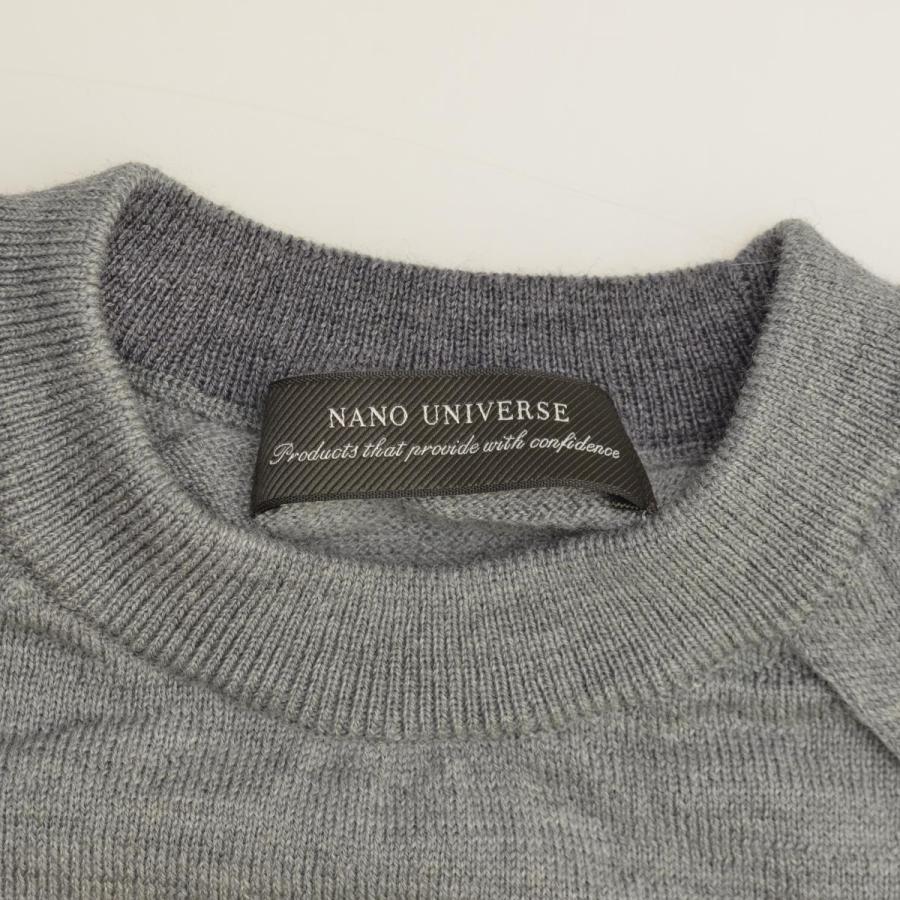 NANO UNIVERSE
Products that provide with confidence